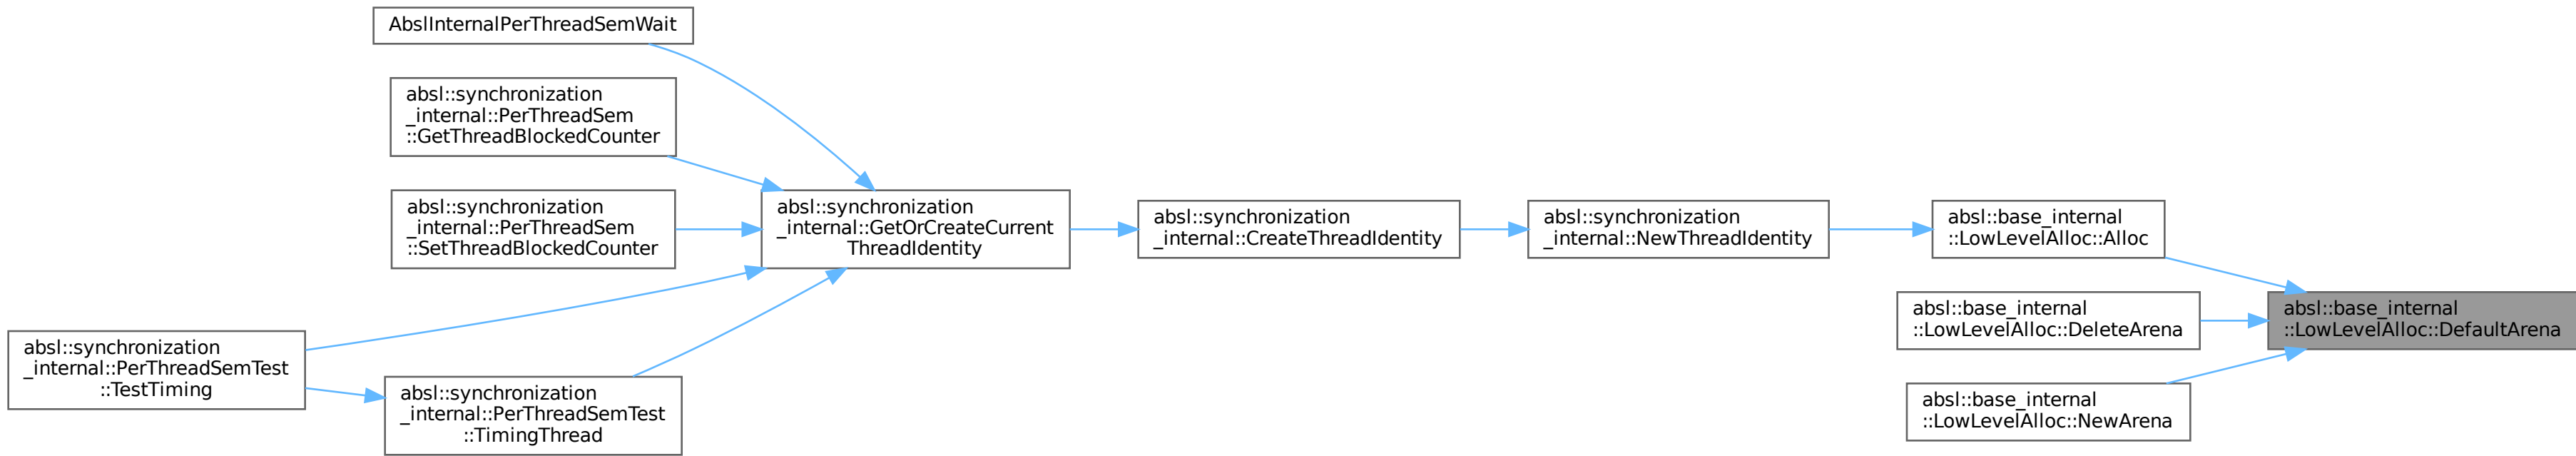 AbslInternalPerThreadSemWait
absl::synchronization
_internal::PerThreadSem
::GetThreadBlockedCounter
absl::synchronization
_internal::PerThreadSem
::SetThreadBlockedCounter
absl::synchronization
_internal::PerThreadSemTest
::TestTiming
absl::synchronization
_internal::PerThreadSemTest
::TimingThread
absl::synchronization
_internal::GetOrCreateCurrent
ThreadIdentity
absl::synchronization
_internal::CreateThreadIdentity
absl::synchronization
_internal::NewThreadIdentity
absl::base_internal
::LowLevelAlloc::Alloc
absl::base_internal
::LowLevelAlloc::DeleteArena
absl::base_internal
::LowLevelAlloc::NewArena
absl::base_internal
::LowLevelAlloc::DefaultArena